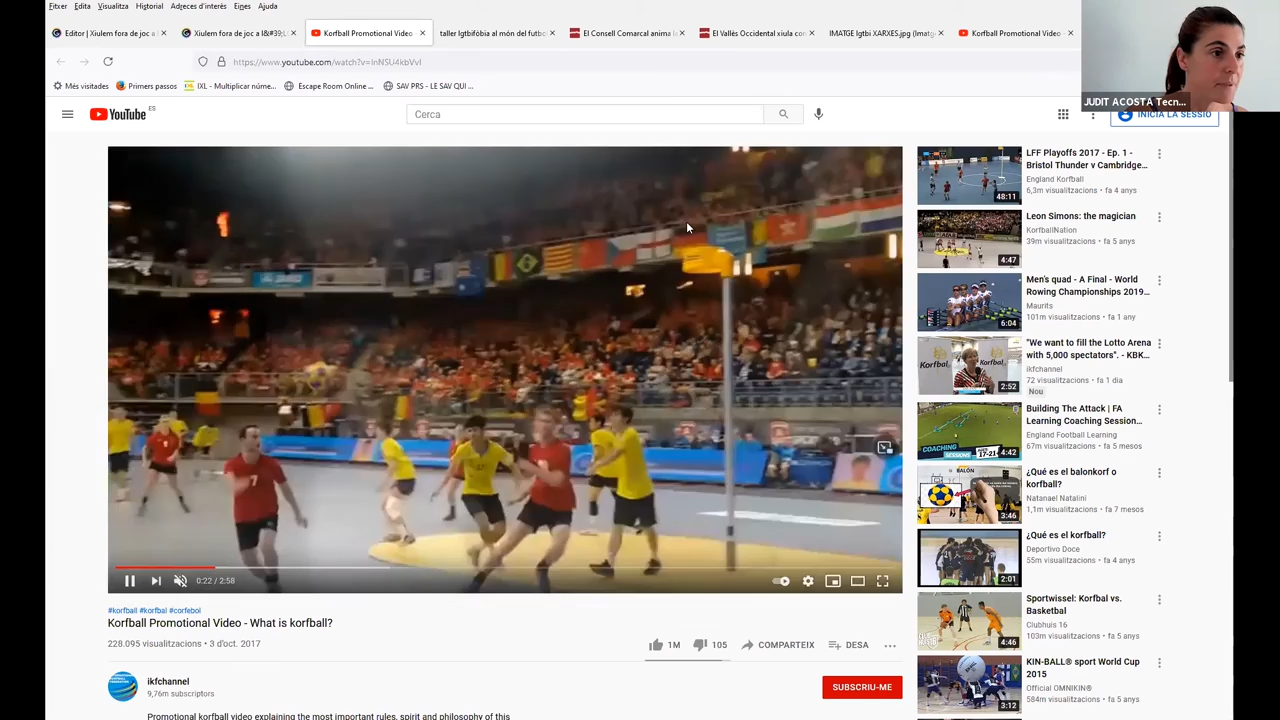 Fitxer Edita Visualitza Historial Adreces d'interès Eines Ajuda
Editor | Xiulem fora de joc a l
Xiulem fora de joc a l&#39;L
Korfball Promotional Video -
taller lgtbifòbia al món del futbol
El Consell Comarcal anima l
El Vallès Occidental xiula com
IMATGE lgtbi XARXES.jpg (Imatge
Korfball Promotional Video -
https://www.youtube.com/watch?v=InNSU4kbVvI
Més visitades
Primers passos
IXL - Multiplicar núme...
Escape Room Online ...
SAV PRS - LE SAV QUI ...
JUDIT ACOSTA Tecn...
YouTube ES
Cerca
INICIA LA SESSIÓ
0:22 / 2:58
#korfball #korfbal #corfebol
Korfball Promotional Video - What is korfball?
228.095 visualitzacions • 3 d'oct. 2017
1M
105
COMPARTEIX
DESA
ikfchannel
9,76m subscriptors
SUBSCRIU-ME
Promotional korfball video explaining the most important rules, spirit and philosophy of this
LFF Playoffs 2017 - Ep. 1 -
Bristol Thunder v Cambridge...
England Korfball
6,3m visualitzacions • fa 4 anys
48:11
Leon Simons: the magician
KorfballNation
39m visualitzacions • fa 5 anys
4:47
Men's quad - A Final - World
Rowing Championships 2019...
Maurits
101m visualitzacions • fa 1 any
6:04
"We want to fill the Lotto Arena
with 5,000 spectators". - KBK...
ikfchannel
72 visualitzacions • fa 1 dia
Nou
Korfbal
Korfbal
2:52
Building The Attack | FA
Learning Coaching Session...
England Football Learning
67m visualitzacions • fa 5 mesos
COACHING
SESSIONS
17-21
4:42
¿Qué es el balonkorf o
korfball?
Natanael Natalini
1,1m visualitzacions • fa 7 mesos
BALÓN
3:46
¿Qué es el korfball?
Deportivo Doce
55m visualitzacions • fa 4 anys
2:01
Sportwissel: Korfbal vs.
Basketbal
Clubhuis 16
103m visualitzacions • fa 5 anys
4:46
KIN-BALL® sport World Cup
2015
Official OMNIKIN®
584m visualitzacions • fa 5 anys
3:12